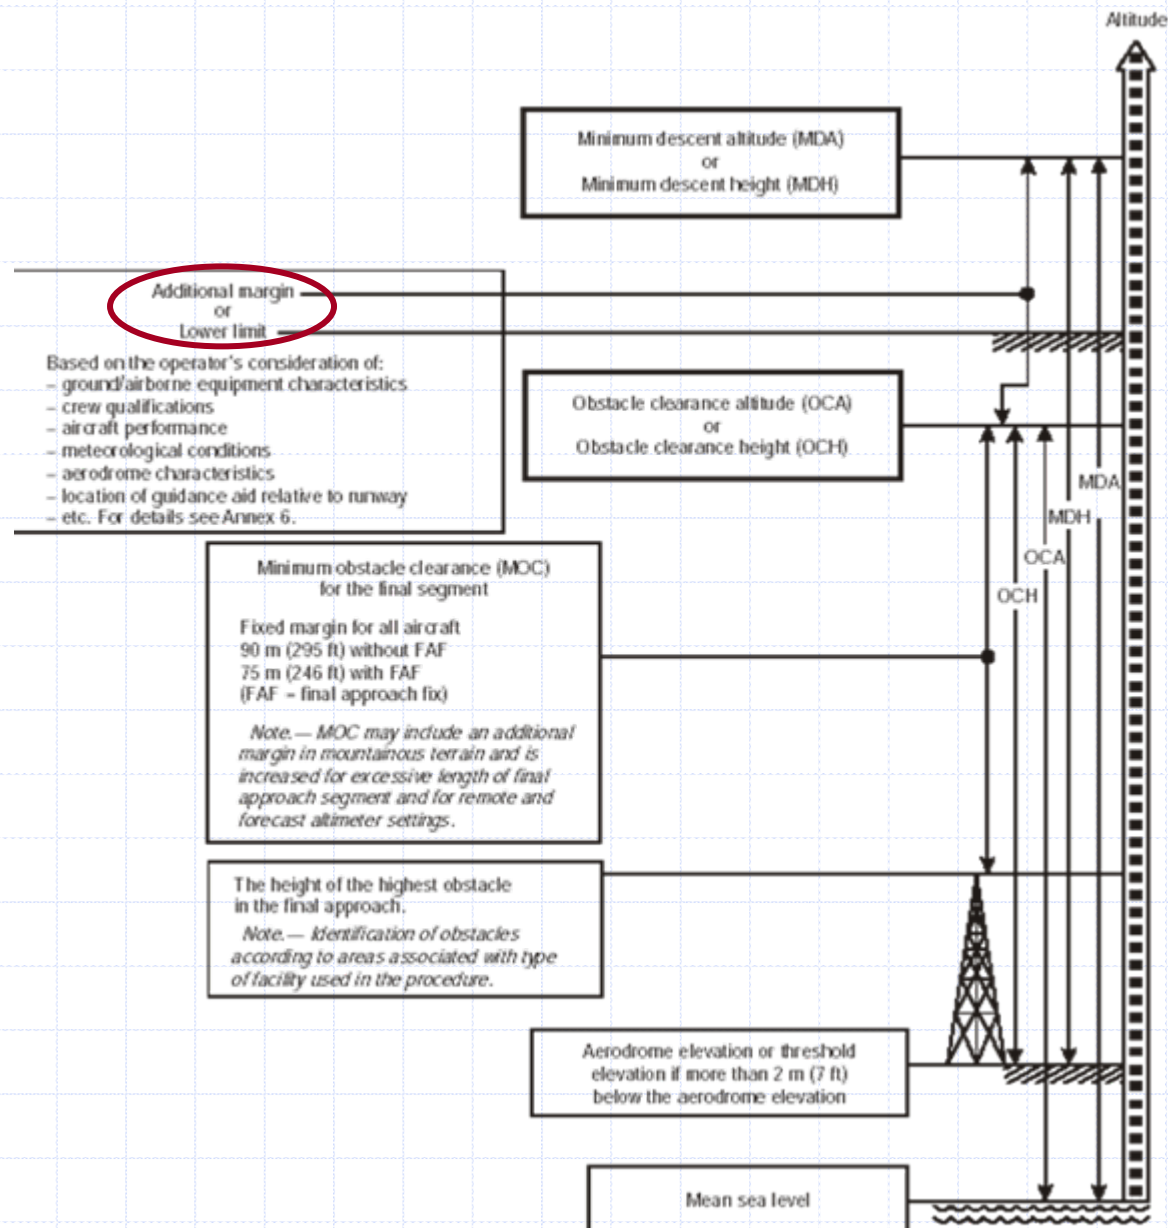 Altitude
Minimum descent altitude (MDA)
or
Minimum descent height (MDH)
Additional margin
or
Lower limit
Based on the operator's consideration of:
– ground/airborne equipment characteristics
– crew qualifications
– aircraft performance
– meteorological conditions
– aerodrome characteristics
– location of guidance aid relative to runway
– etc. For details see Annex 6.
Obstacle clearance altitude (OCA)
or
Obstacle clearance height (OCH)
MDA
MDH
OCA
OCH
Minimum obstacle clearance (MOC)
for the final segment
Fixed margin for all aircraft
90 m (295 ft) without FAF
75 m (246 ft) with FAF
(FAF – final approach fix)
Note.— MOC may include an additional
margin in mountainous terrain and is
increased for excessive length of final
approach segment and for remote and
forecast altimeter settings.
The height of the highest obstacle
in the final approach.
Note.— Identification of obstacles
according to areas associated with type
of facility used in the procedure.
Aerodrome elevation or threshold
elevation if more than 2 m (7 ft)
below the aerodrome elevation
Mean sea level